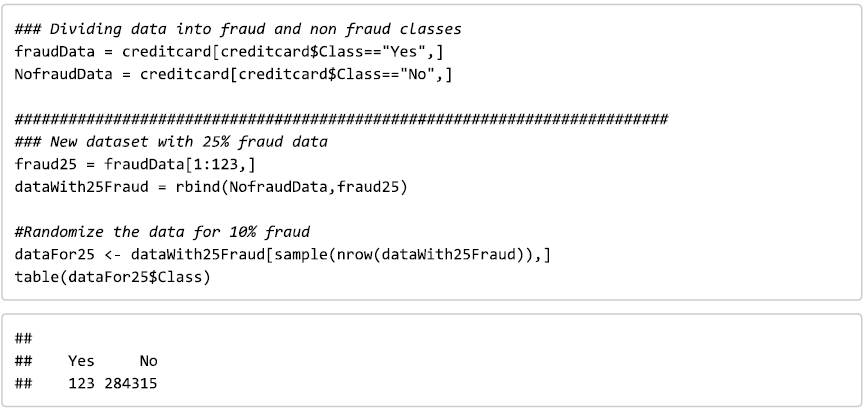 ### Dividing data into fraud and non fraud classes
fraudData = creditcard[creditcard$Class=="Yes",]
NofraudData = creditcard[creditcard$Class=="No",]
#########################################################################
### New dataset with 25% fraud data
fraud25 = fraudData[1:123,]
dataWith25Fraud = rbind(NofraudData,fraud25)
#Randomize the data for 10% fraud
dataFor25 <- dataWith25Fraud[sample(nrow(dataWith25Fraud)),]
table(dataFor25$Class)
##
##    Yes     No
##    123 284315